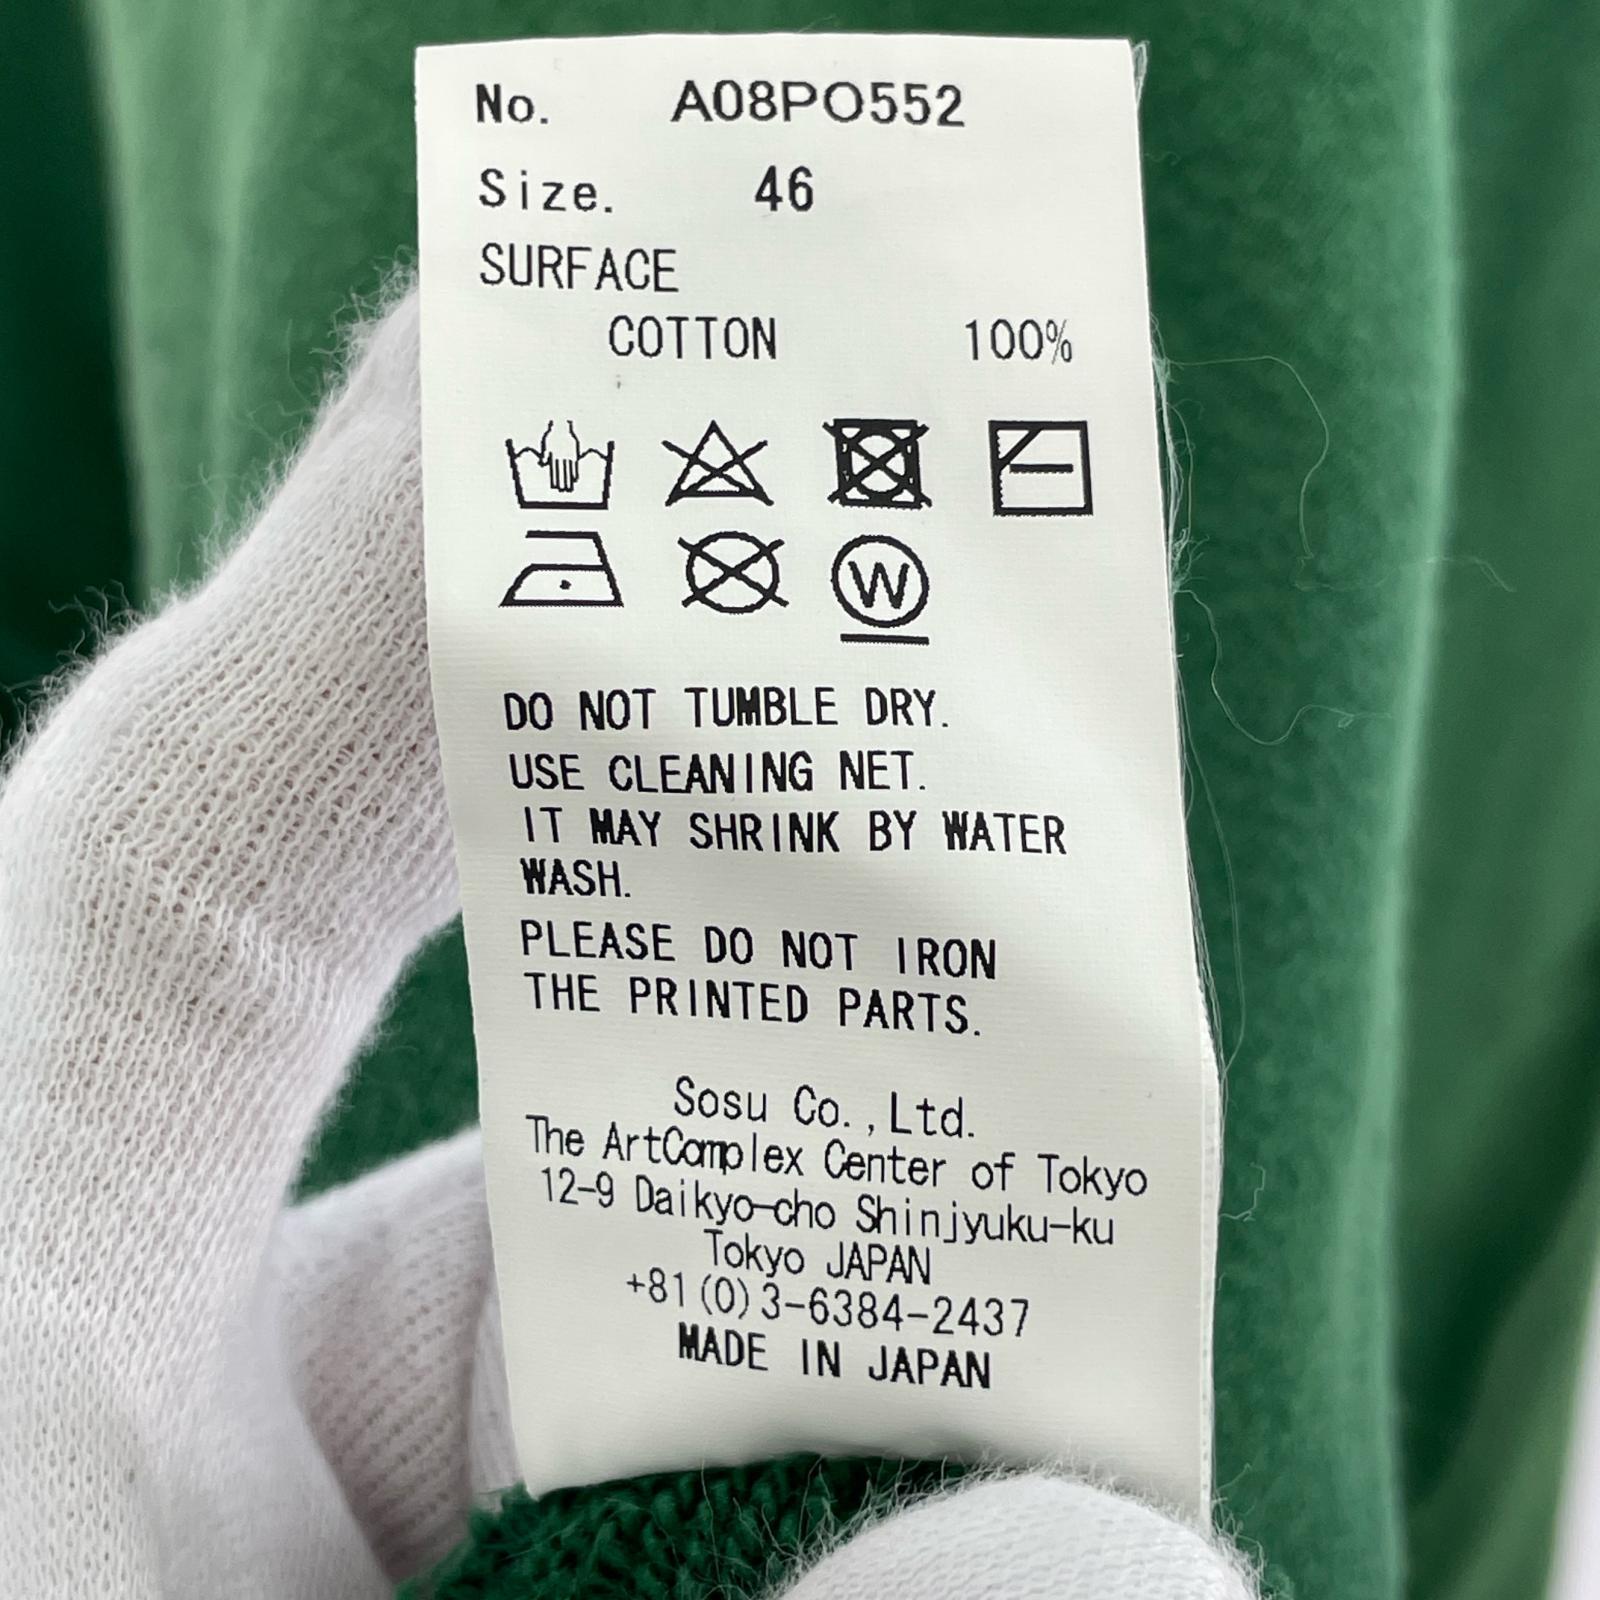 No. A08PO552
Size. 46
SURFACE
COTTON 100%
W
DO NOT TUMBLE DRY.
USE CLEANING NET.
IT MAY SHRINK BY WATER
WASH.
PLEASE DO NOT IRON
THE PRINTED PARTS.
Sosu Co.,Ltd.
The ArtComplex Center of Tokyo
12-9 Daikyo-cho Shinjyuku-ku
Tokyo JAPAN
+81(0)3-6384-2437
MADE IN JAPAN